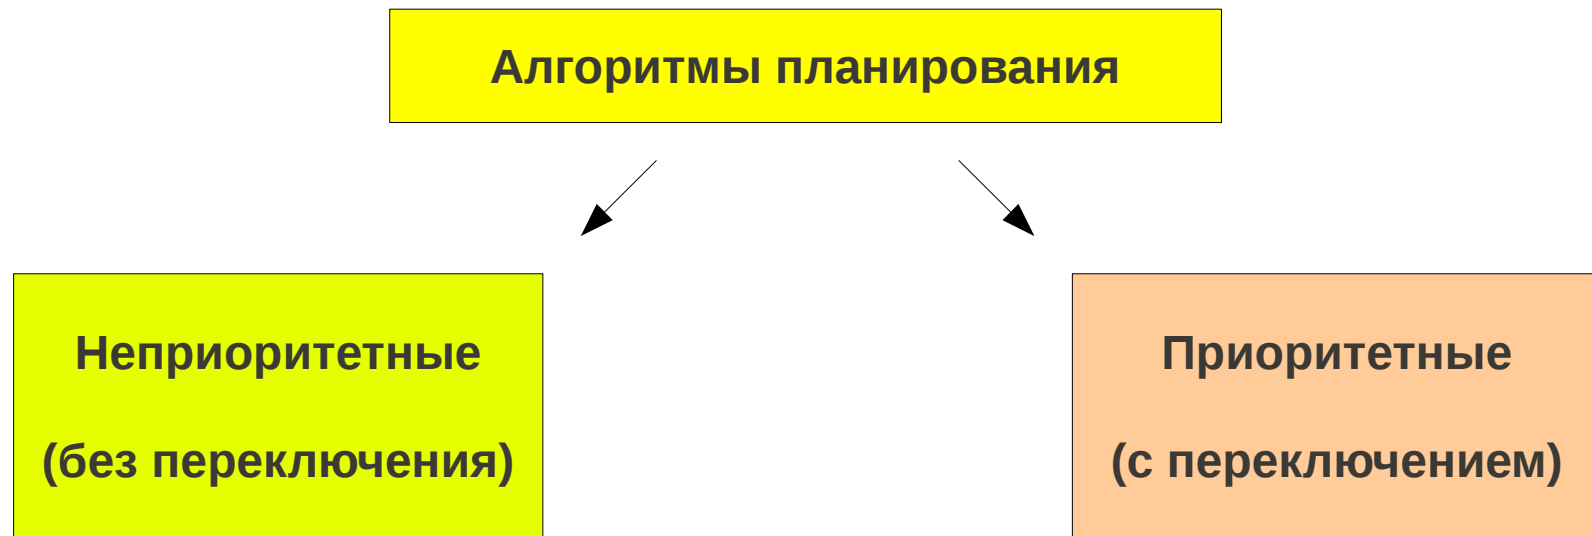 Алгоритмы планирования
Неприоритетные
(без переключения)
Приоритетные
(с переключением)